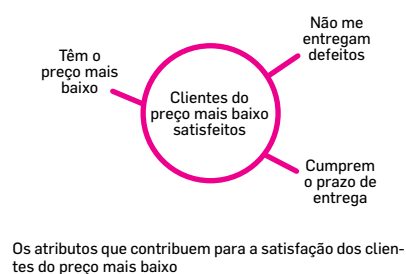 Não me
entregam
defeitos
Têm o
preço mais
baixo
Clientes do
preço mais baixo
satisfeitos
Cumprem
o prazo de
entrega
Os atributos que contribuem para a satisfação dos clien-
tes do preço mais baixo